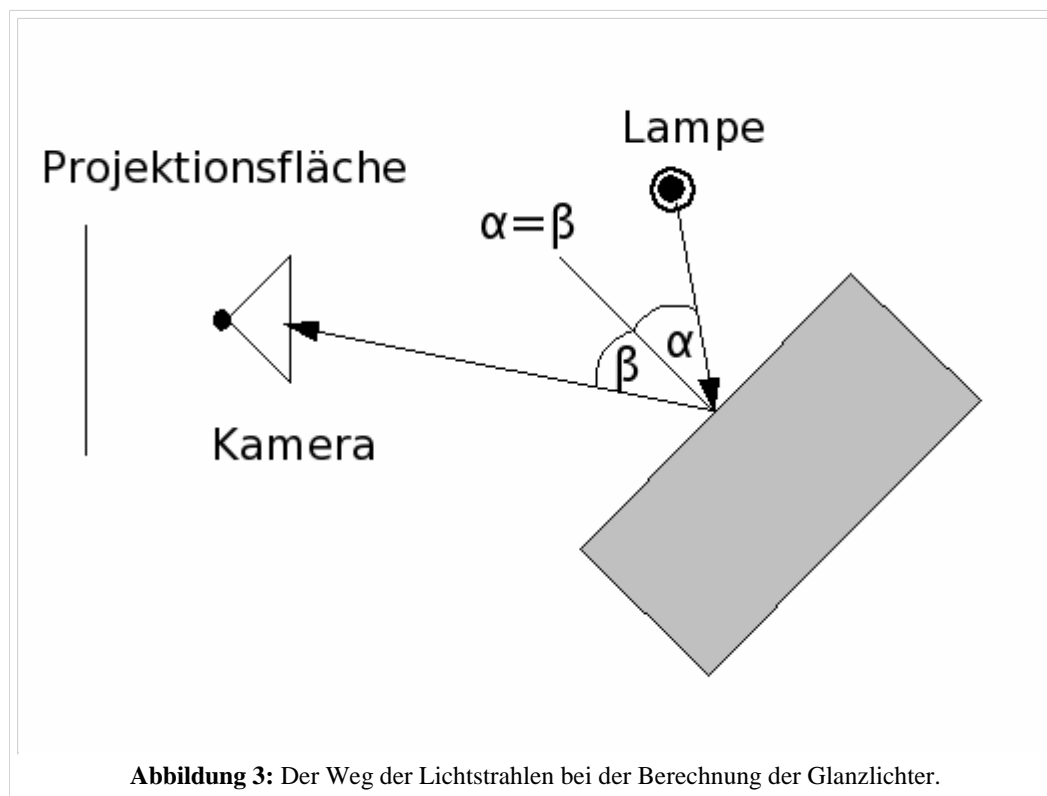 Lampe
Projektionsfläche
α=β
α
β
Kamera
Abbildung 3: Der Weg der Lichtstrahlen bei der Berechnung der Glanzlichter.